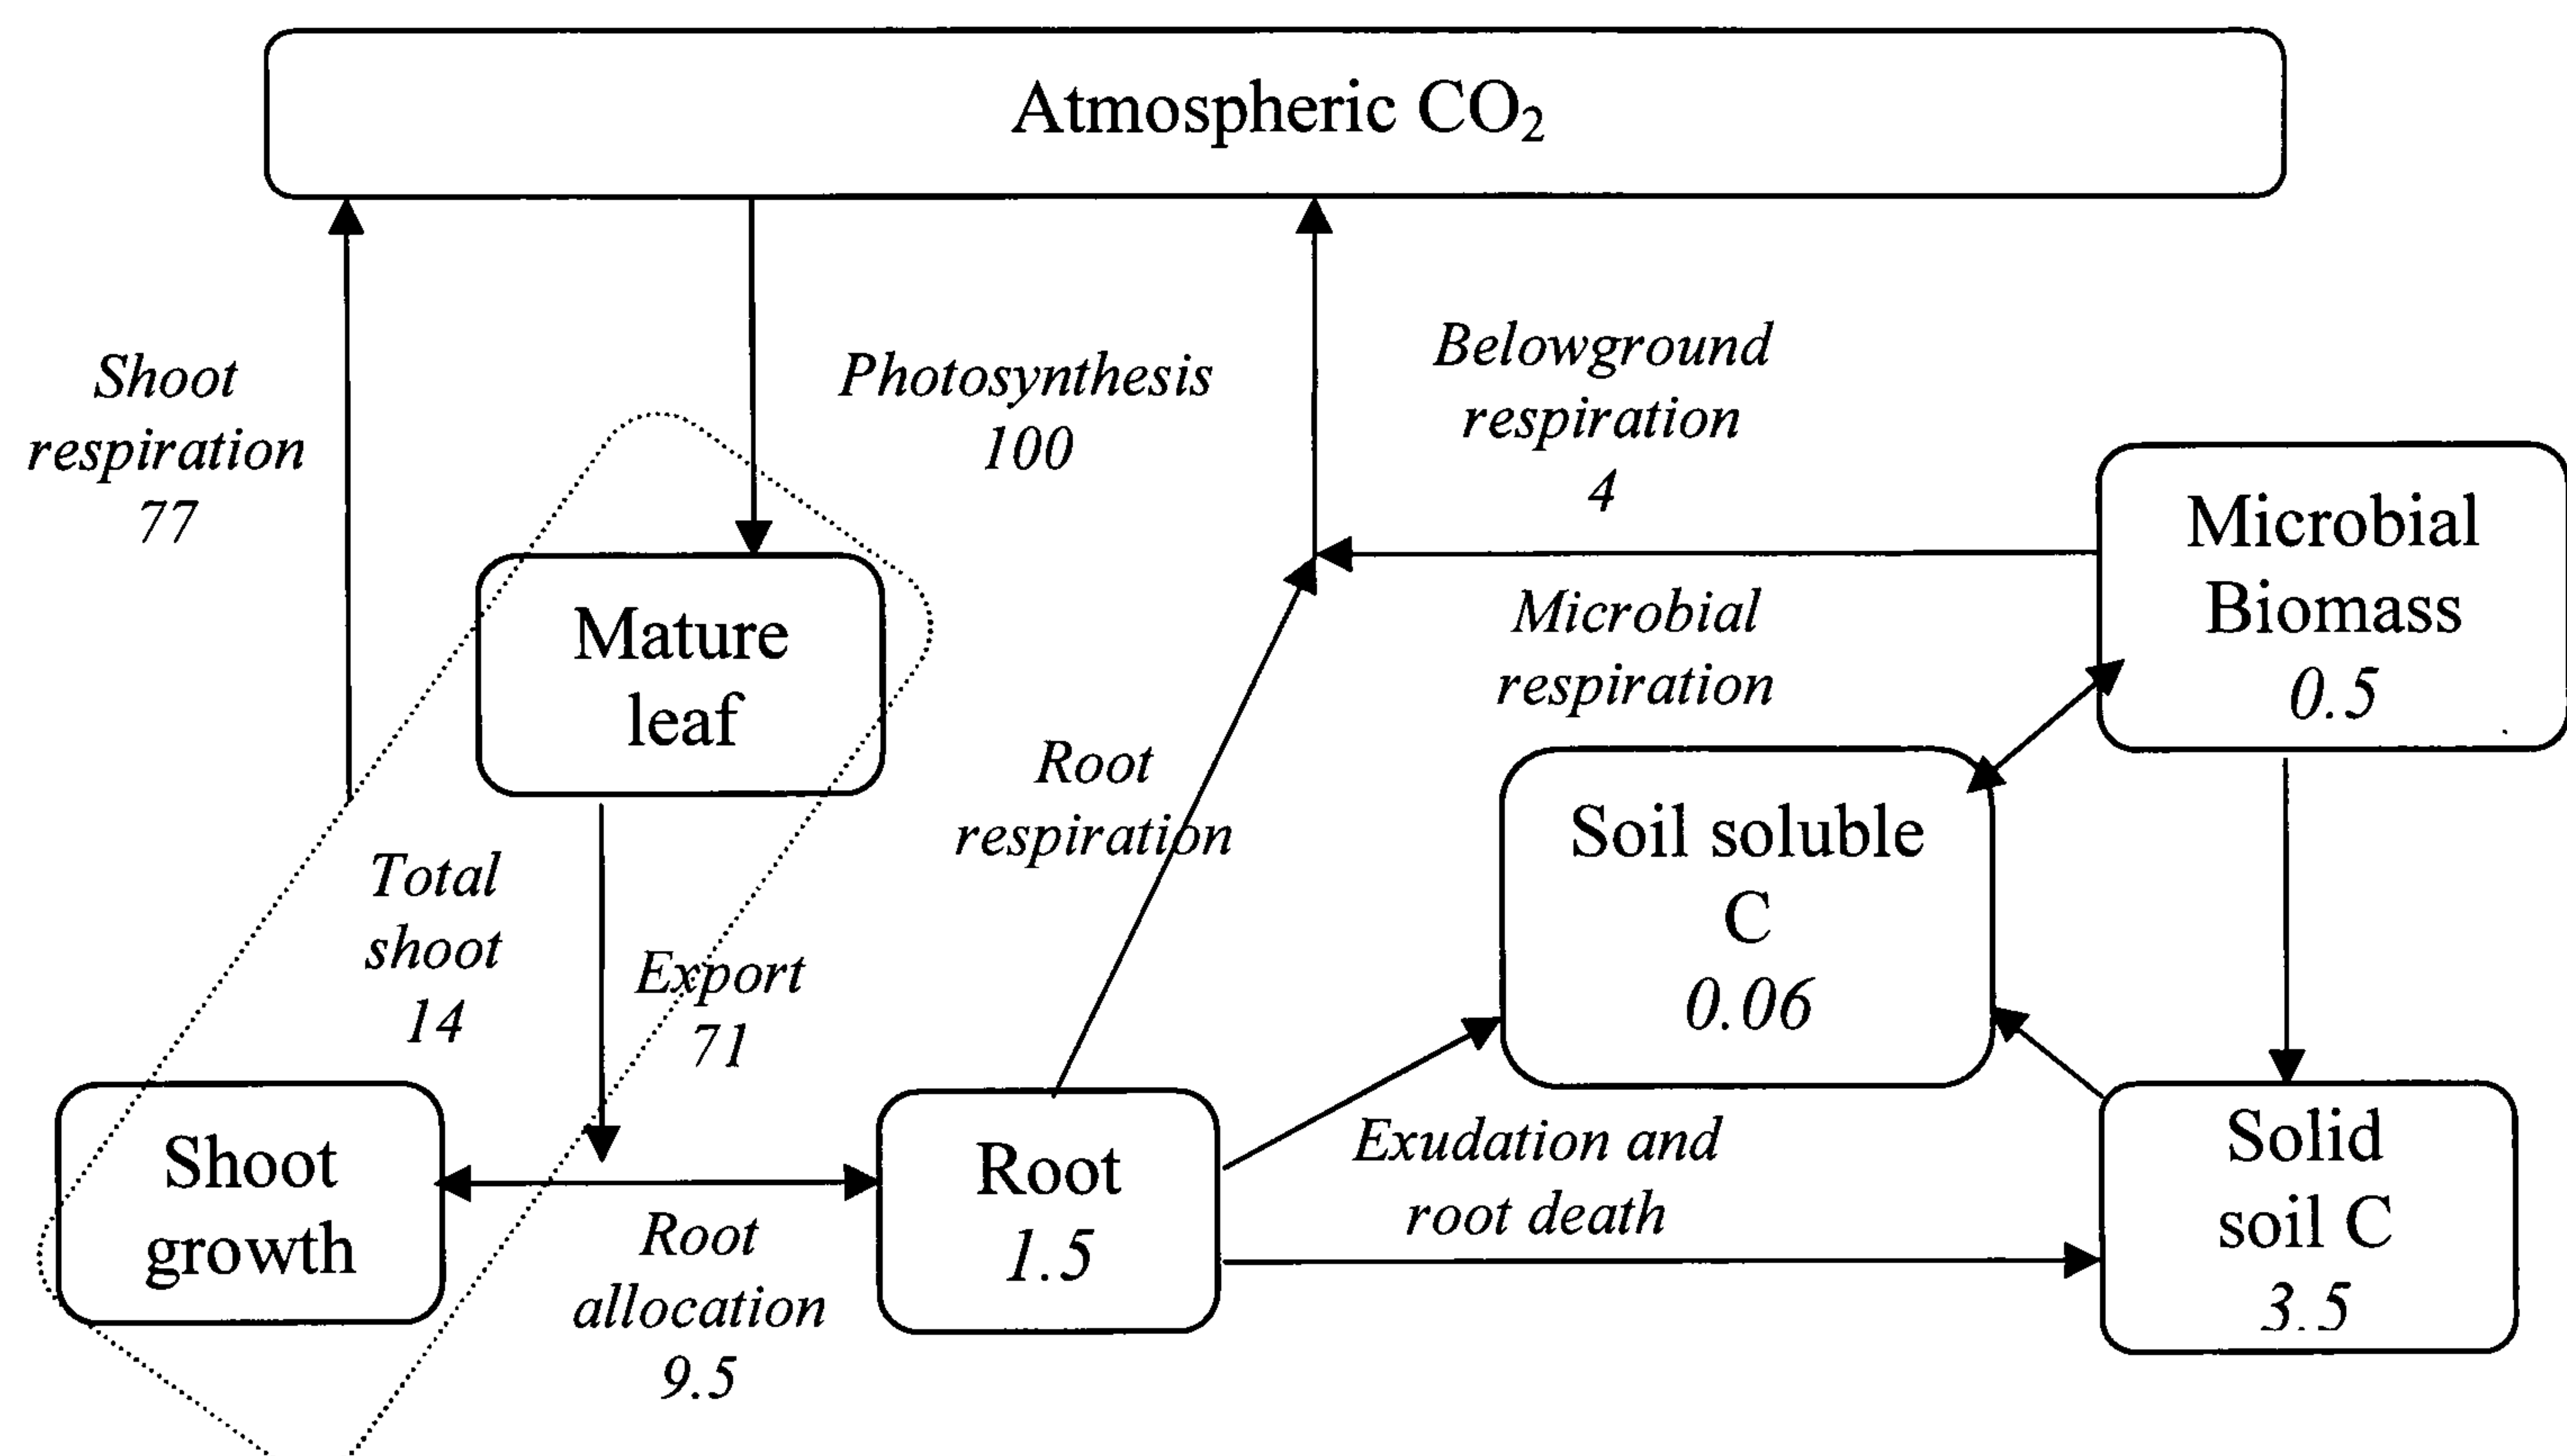 Atmospheric CO₂
Shoot
respiration
77
Photosynthesis
100
Belowground
respiration
4
Microbial
Biomass
0.5
Mature
leaf
Microbial
respiration
Root
respiration
Soil soluble
C
0.06
Total
shoot
14
Export
71
Shoot
growth
Root
allocation
9.5
Root
1.5
Exudation and
root death
Solid
soil C
3.5